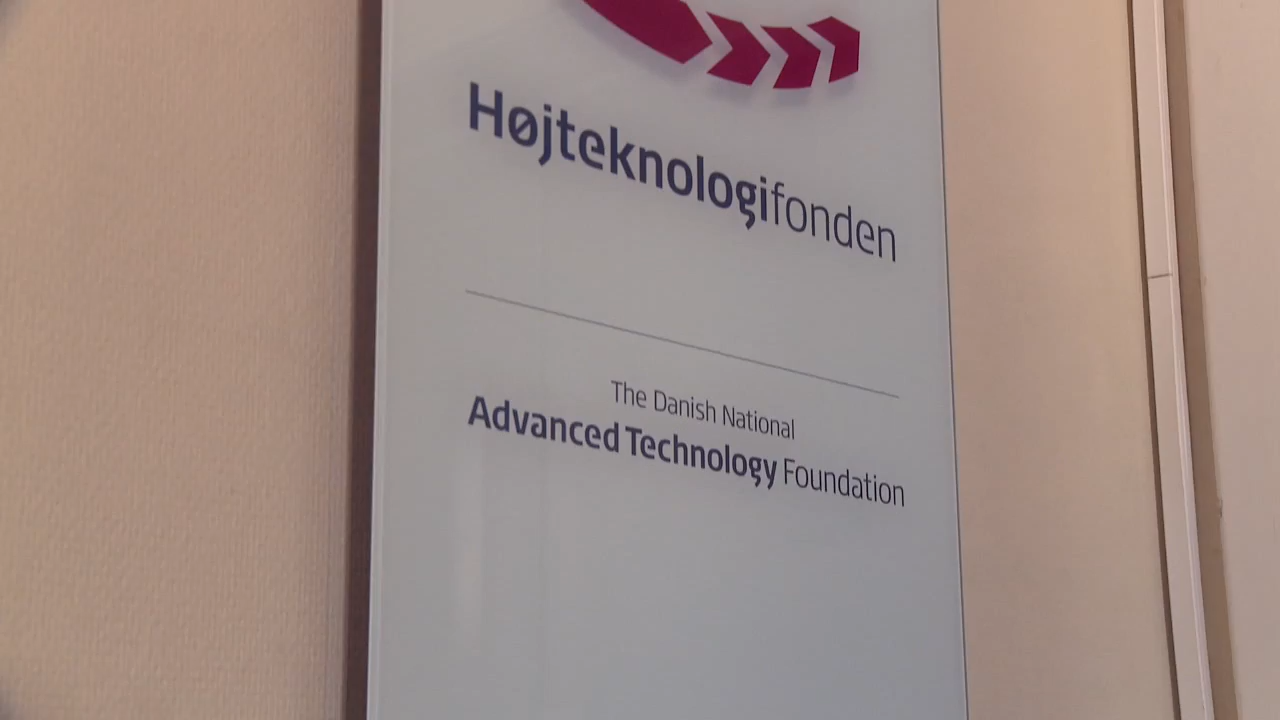 Højteknologifonden
The Danish National
Advanced Technology Foundation